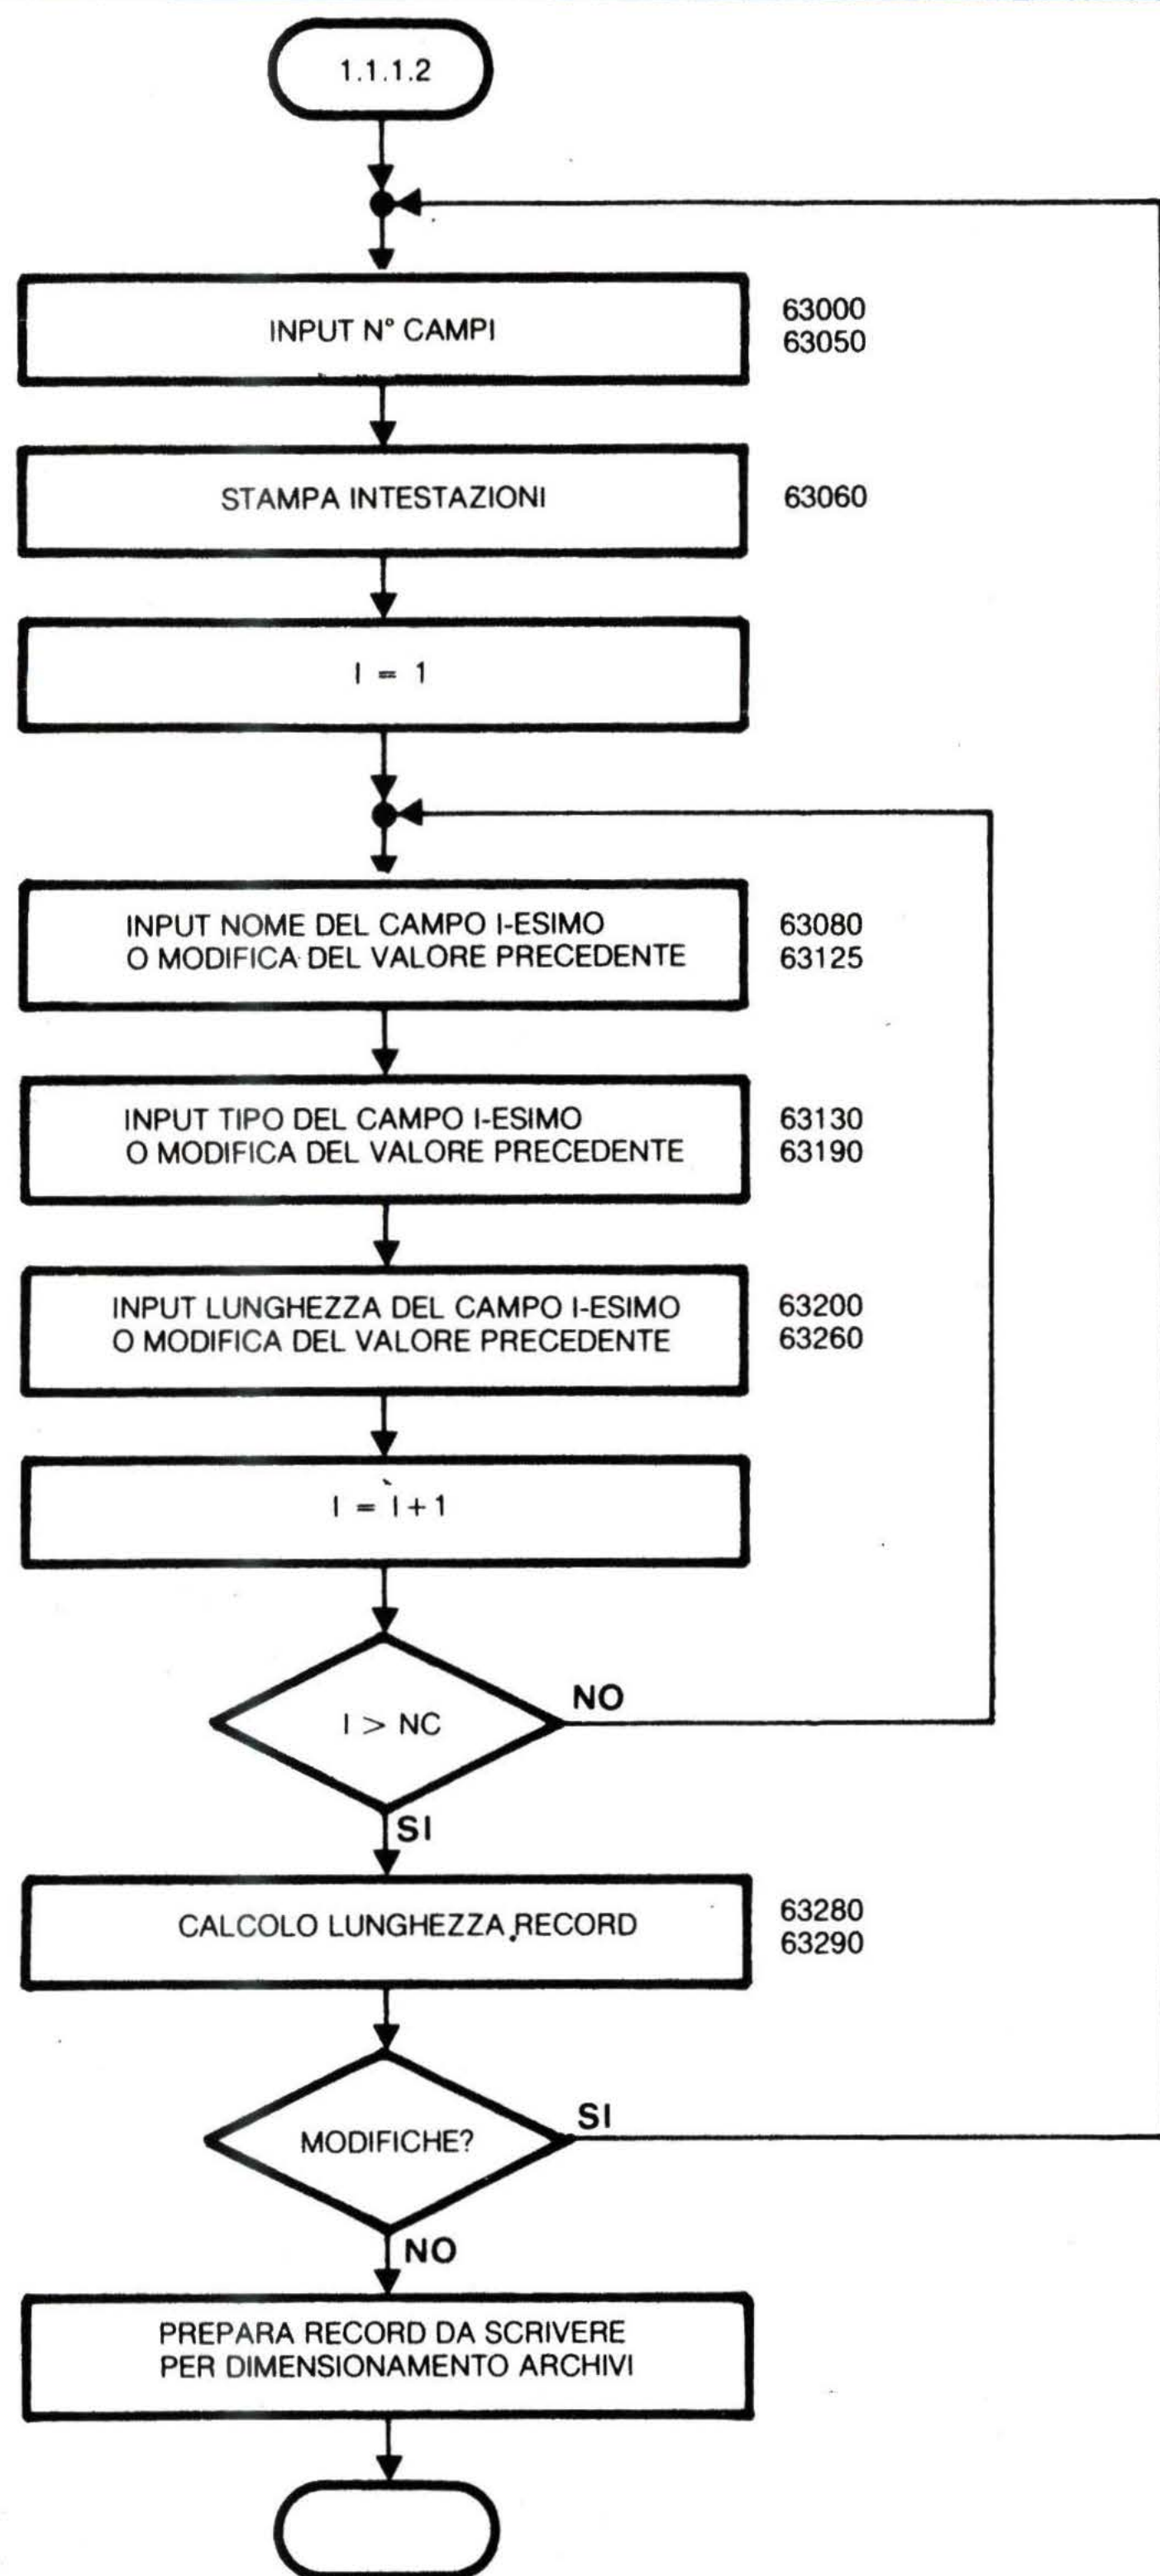 1.1.1.2
INPUT N° CAMPI
63000
63050
STAMPA INTESTAZIONI
63060
I = 1
INPUT NOME DEL CAMPO I-ESIMO
O MODIFICA DEL VALORE PRECEDENTE
63080
63125
INPUT TIPO DEL CAMPO I-ESIMO
O MODIFICA DEL VALORE PRECEDENTE
63130
63190
INPUT LUNGHEZZA DEL CAMPO I-ESIMO
O MODIFICA DEL VALORE PRECEDENTE
63200
63260
I = I+1
I > NC
NO
SI
CALCOLO LUNGHEZZA RECORD
63280
63290
MODIFICHE?
SI
NO
PREPARA RECORD DA SCRIVERE
PER DIMENSIONAMENTO ARCHIVI